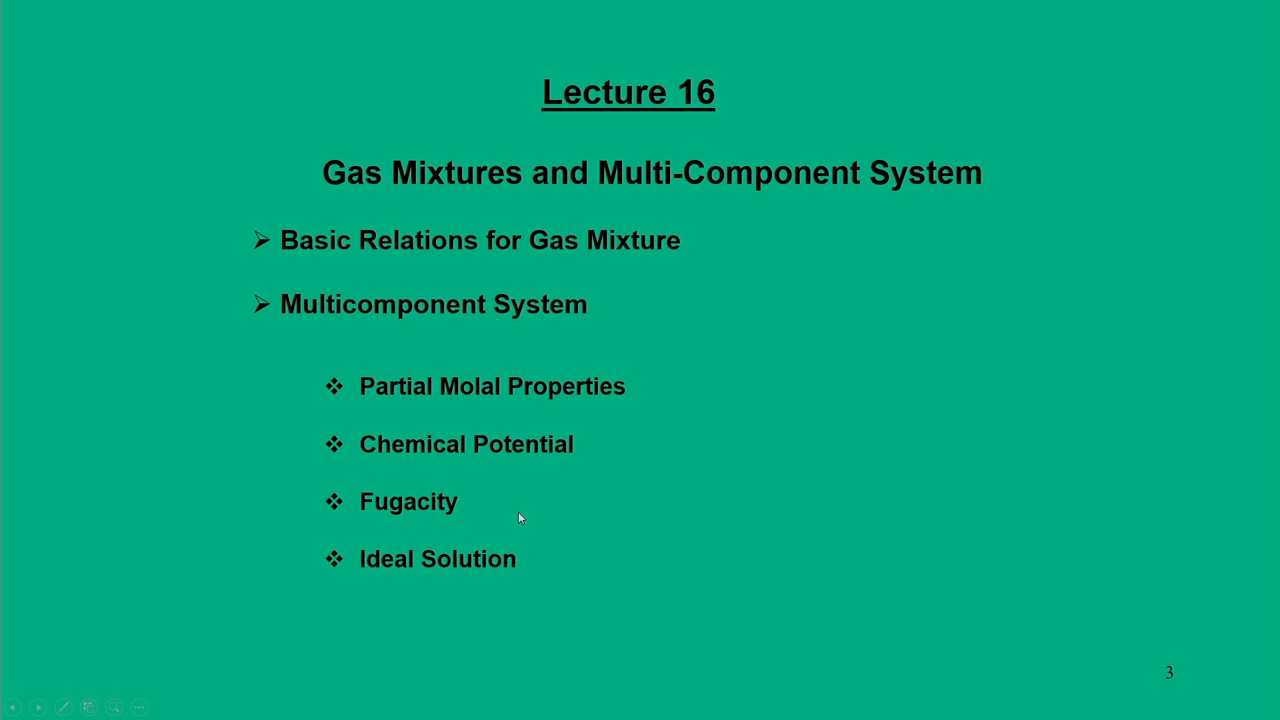 Lecture 16
Gas Mixtures and Multi-Component System
➢ Basic Relations for Gas Mixture
➢ Multicomponent System
❖ Partial Molal Properties
❖ Chemical Potential
❖ Fugacity
❖ Ideal Solution
3